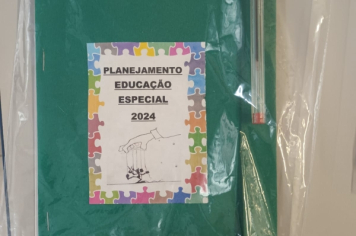 PLANEJAMENTO
EDUCAÇÃO
ESPECIAL
2024